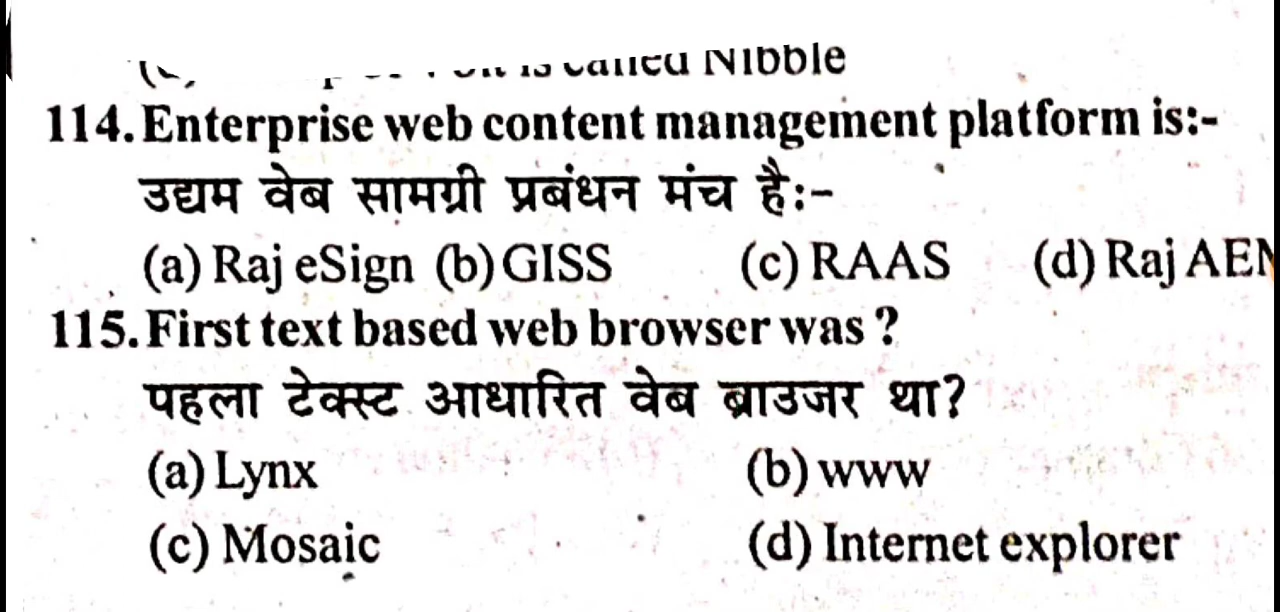 is called Nibble
114. Enterprise web content management platform is:-
उद्यम वेब सामग्री प्रबंधन मंच है:-
(a) Raj eSign (b) GISS (c) RAAS (d) Raj AEM
115. First text based web browser was ?
पहला टेक्स्ट आधारित वेब ब्राउजर था?
(a) Lynx (b) www
(c) Mosaic (d) Internet explorer